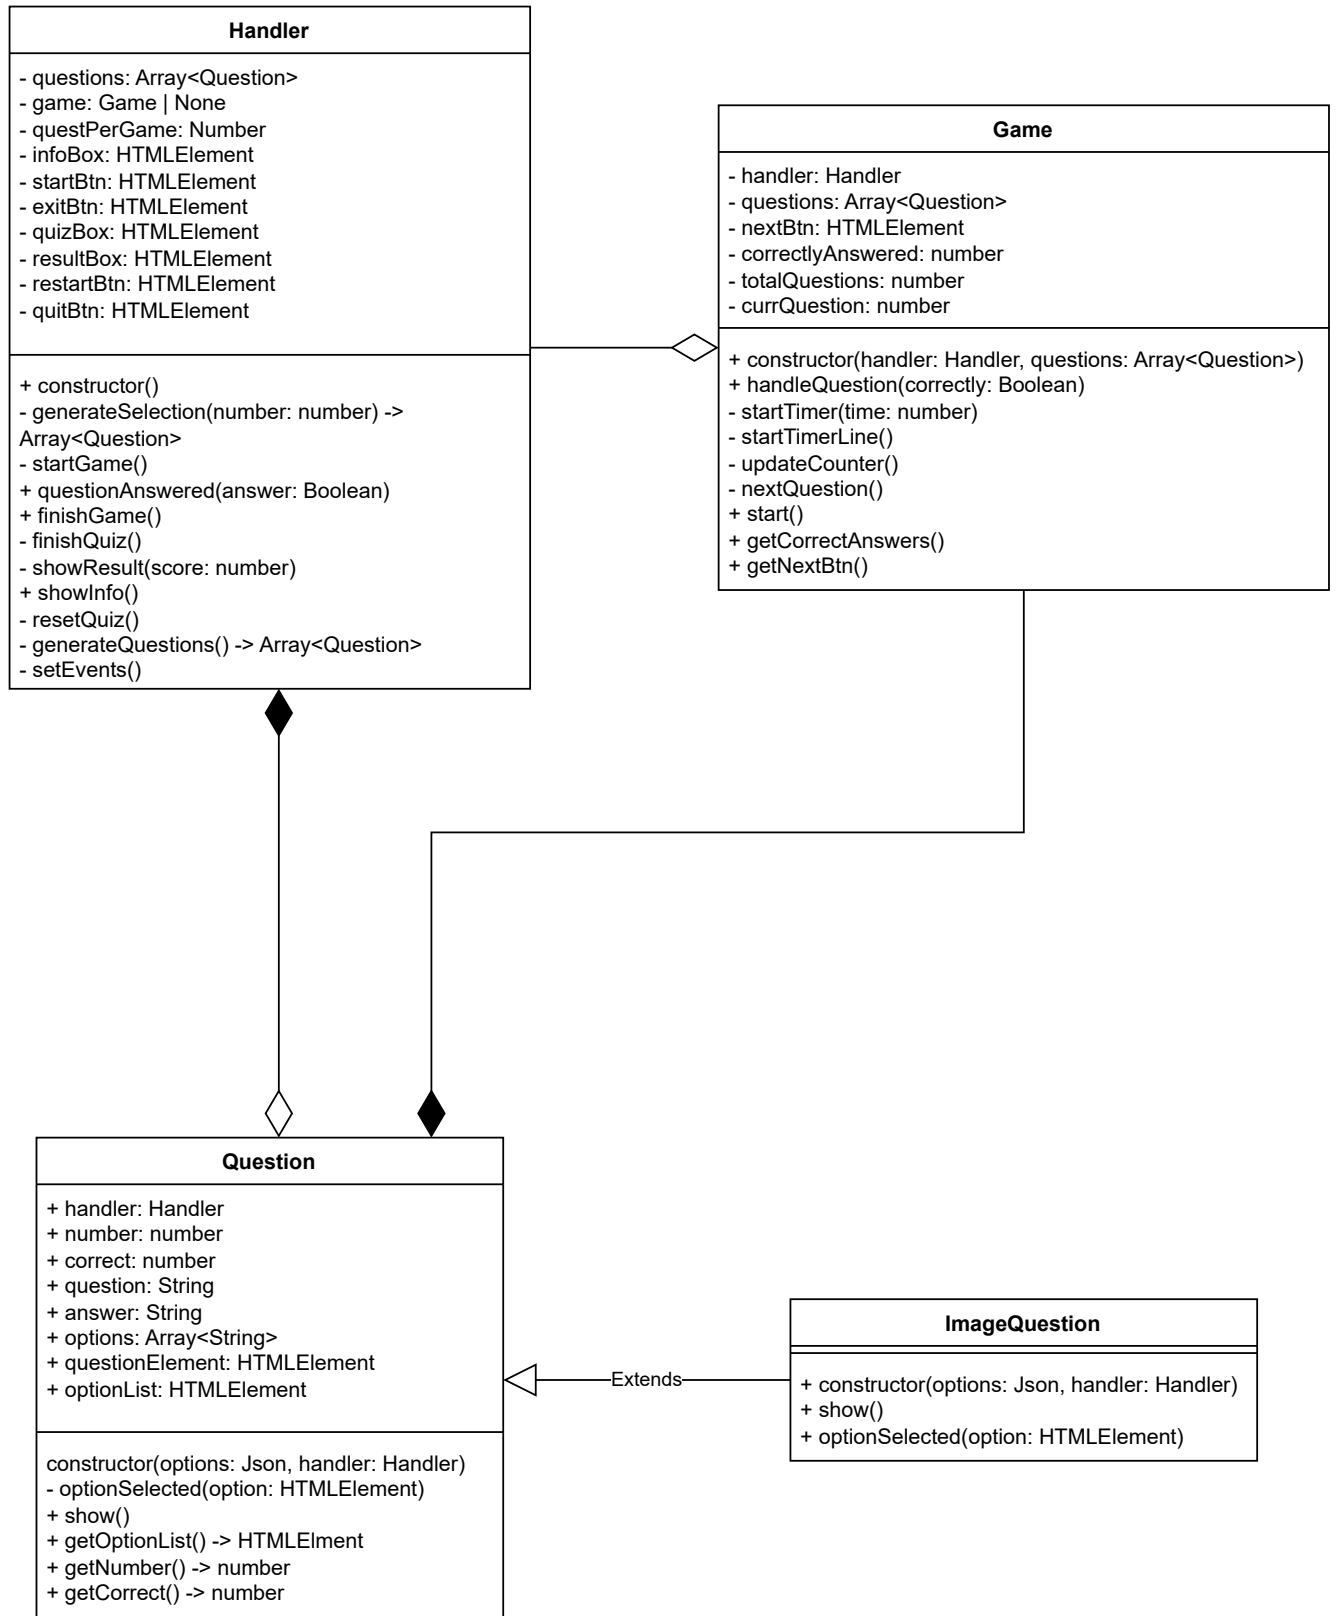 Handler
- questions: Array<Question>
- game: Game | None
- questPerGame: Number
- infoBox: HTMLElement
- startBtn: HTMLElement
- exitBtn: HTMLElement
- quizBox: HTMLElement
- resultBox: HTMLElement
- restartBtn: HTMLElement
- quitBtn: HTMLElement
+ constructor()
- generateSelection(number: number) ->
Array<Question>
- startGame()
+ questionAnswered(answer: Boolean)
+ finishGame()
- finishQuiz()
- showResult(score: number)
+ showInfo()
- resetQuiz()
- generateQuestions() -> Array<Question>
- setEvents()
Game
- handler: Handler
- questions: Array<Question>
- nextBtn: HTMLElement
- correctlyAnswered: number
- totalQuestions: number
- currQuestion: number
+ constructor(handler: Handler, questions: Array<Question>)
+ handleQuestion(correctly: Boolean)
- startTimer(time: number)
- startTimerLine()
- updateCounter()
- nextQuestion()
+ start()
+ getCorrectAnswers()
+ getNextBtn()
Question
+ handler: Handler
+ number: number
+ correct: number
+ question: String
+ answer: String
+ options: Array<String>
+ questionElement: HTMLElement
+ optionList: HTMLElement
constructor(options: Json, handler: Handler)
- optionSelected(option: HTMLElement)
+ show()
+ getOptionList() -> HTMLElment
+ getNumber() -> number
+ getCorrect() -> number
Extends
ImageQuestion
+ constructor(options: Json, handler: Handler)
+ show()
+ optionSelected(option: HTMLElement)